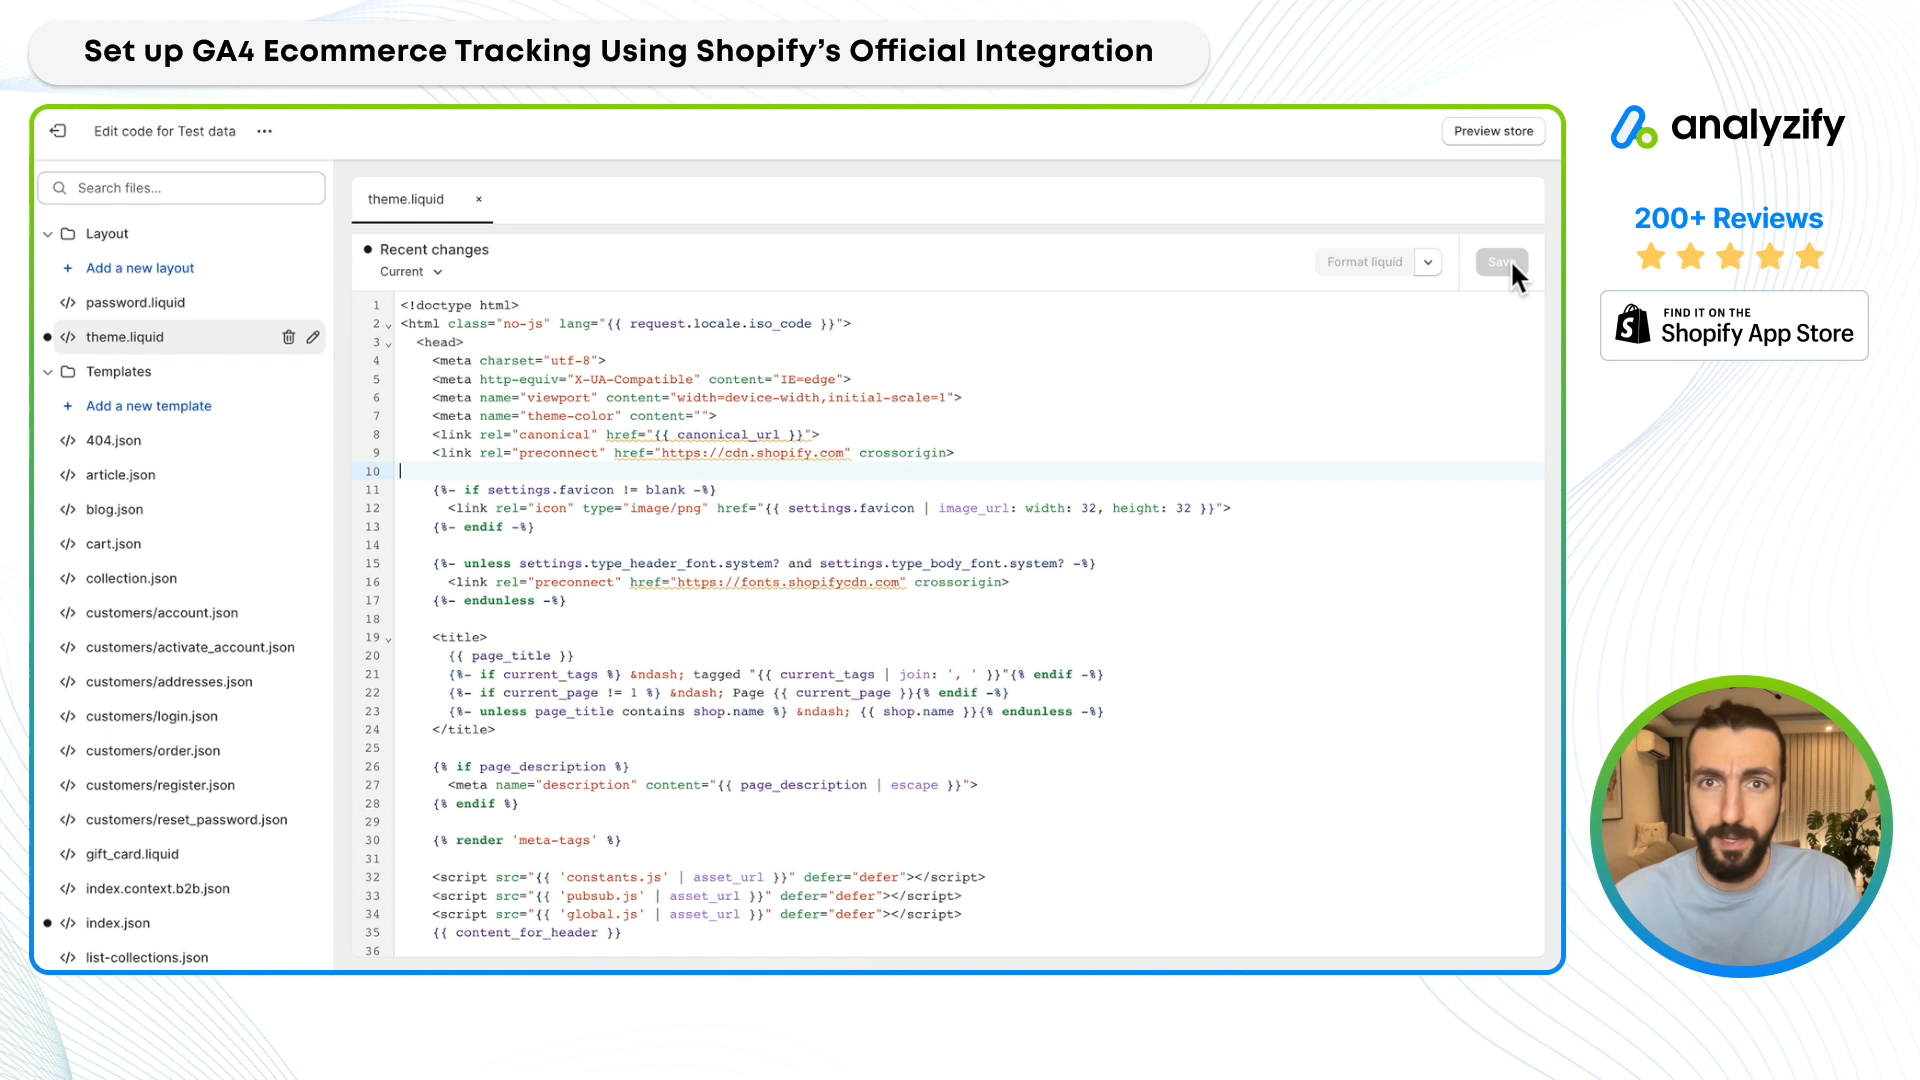 Set up GA4 Ecommerce Tracking Using Shopify’s Official Integration
Edit code for Test data
Preview store
Search files...
Layout
Add a new layout
password.liquid
theme.liquid
Templates
Add a new template
404.json
article.json
blog.json
cart.json
collection.json
customers/account.json
customers/activate_account.json
customers/addresses.json
customers/login.json
customers/order.json
customers/register.json
customers/reset_password.json
gift_card.liquid
index.context.b2b.json
index.json
list-collections.json
theme.liquid ×
Recent changes
Current
Format liquid
Save
1 <!doctype html>
2 <html class="no-js" lang="{{ request.locale.iso_code }}">
3 <head>
4 <meta charset="utf-8">
5 <meta http-equiv="X-UA-Compatible" content="IE=edge">
6 <meta name="viewport" content="width=device-width,initial-scale=1">
7 <meta name="theme-color" content="">
8 <link rel="canonical" href="{{ canonical_url }}">
9 <link rel="preconnect" href="https://cdn.shopify.com" crossorigin>
10
11 {%- if settings.favicon != blank -%}
12 <link rel="icon" type="image/png" href="{{ settings.favicon | image_url: width: 32, height: 32 }}">
13 {%- endif -%}
14
15 {%- unless settings.type_header_font.system? and settings.type_body_font.system? -%}
16 <link rel="preconnect" href="https://fonts.shopifycdn.com" crossorigin>
17 {%- endunless -%}
18
19 <title>
20 {{ page_title }}
21 {%- if current_tags %} &ndash; tagged "{{ current_tags | join: ', ' }}"{% endif -%}
22 {%- if current_page != 1 %} &ndash; Page {{ current_page }}{% endif -%}
23 {%- unless page_title contains shop.name %} &ndash; {{ shop.name }}{% endunless -%}
24 </title>
25
26 {% if page_description %}
27 <meta name="description" content="{{ page_description | escape }}">
28 {% endif %}
29
30 {% render 'meta-tags' %}
31
32 <script src="{{ 'constants.js' | asset_url }}" defer="defer"></script>
33 <script src="{{ 'pubsub.js' | asset_url }}" defer="defer"></script>
34 <script src="{{ 'global.js' | asset_url }}" defer="defer"></script>
35 {{ content_for_header }}
36
analyzify
200+ Reviews
FIND IT ON THE
Shopify App Store